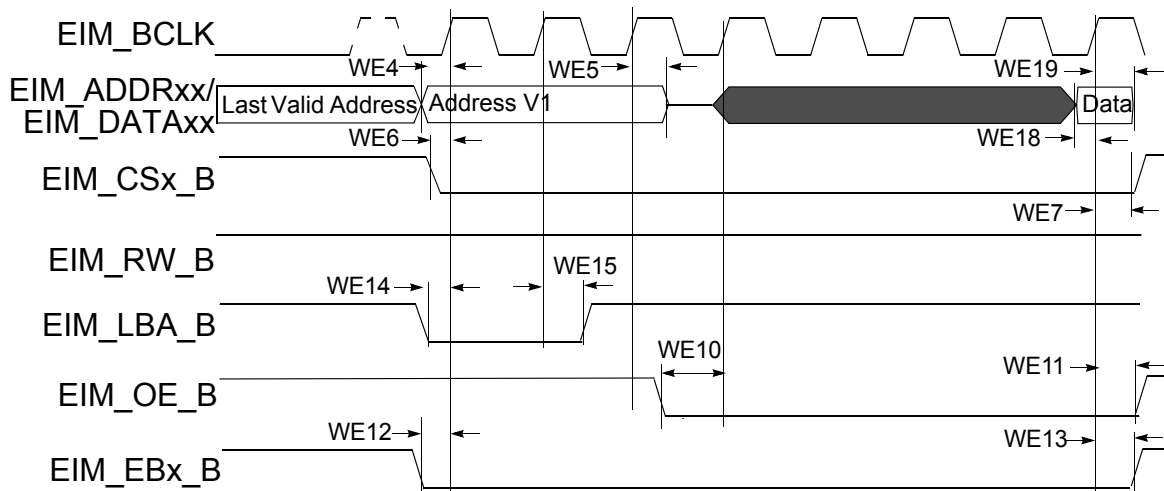 EIM_BCLK
WE4
WE5
WE19
EIM_ADDRxx/
EIM_DATAxx
Last Valid Address
Address V1
Data
WE6
WE18
EIM_CSx_B
WE7
EIM_RW_B
WE14
WE15
EIM_LBA_B
WE10
WE11
EIM_OE_B
WE12
WE13
EIM_EBx_B